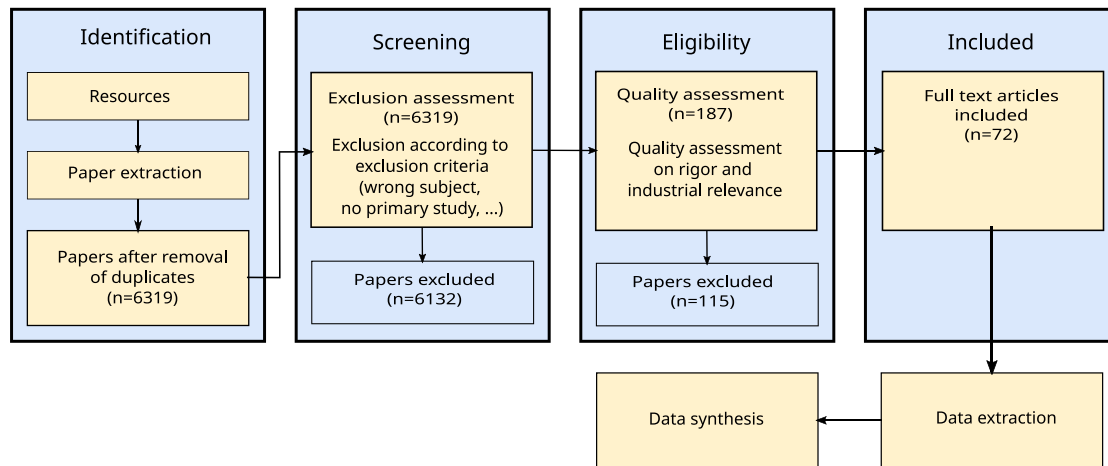 Identification
Resources
Paper extraction
Papers after removal
of duplicates
(n=6319)
Screening
Exclusion assessment
(n=6319)
Exclusion according to
exclusion criteria
(wrong subject,
no primary study, ...)
Papers excluded
(n=6132)
Eligibility
Quality assessment
(n=187)
Quality assessment
on rigor and
industrial relevance
Papers excluded
(n=115)
Included
Full text articles
included
(n=72)
Data extraction
Data synthesis